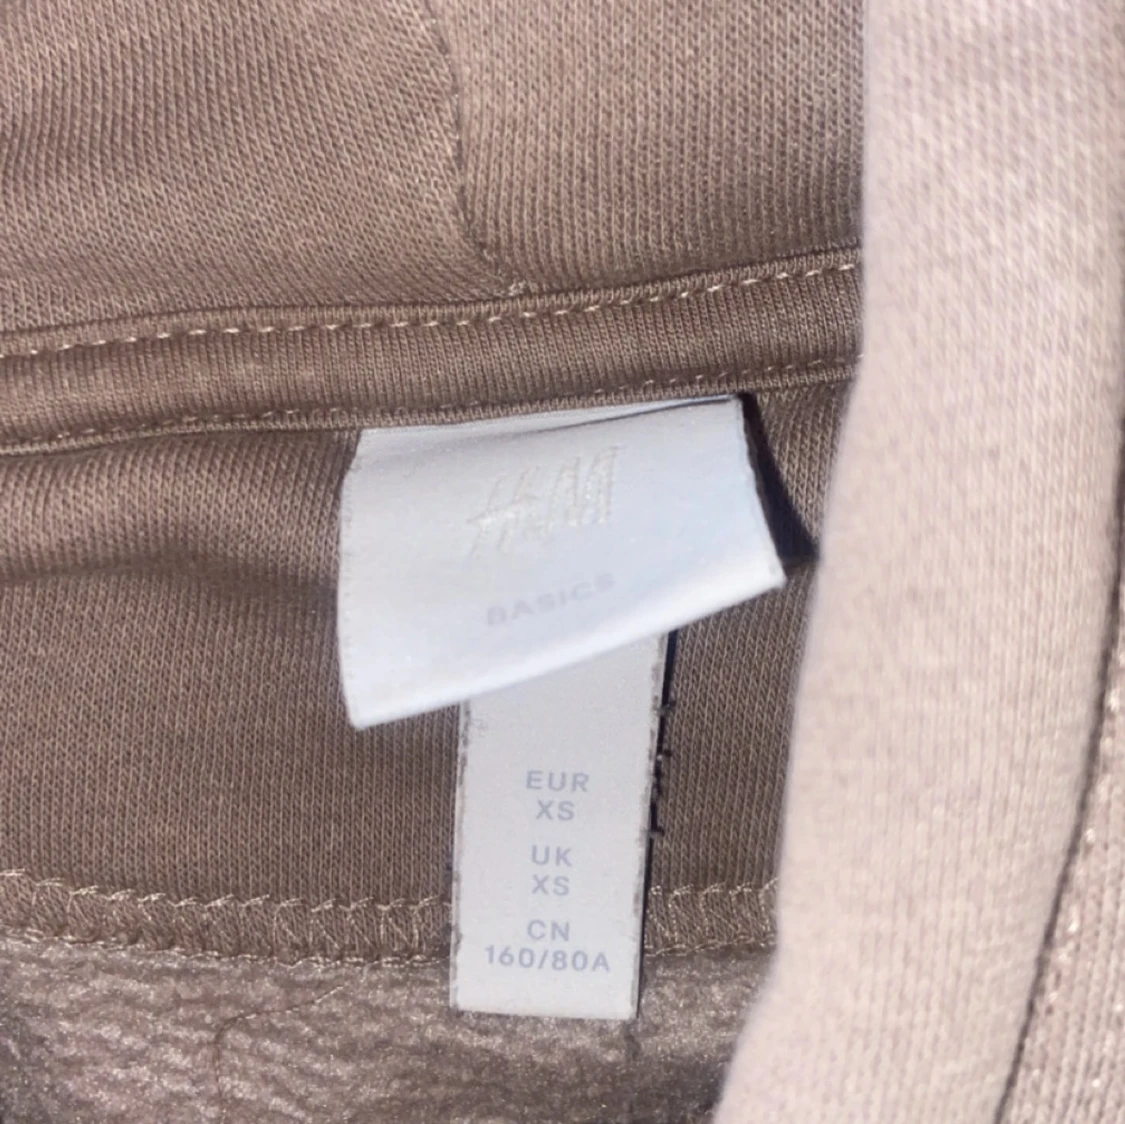 H&M
BASICS
EUR
XS
UK
XS
CN
160/80A